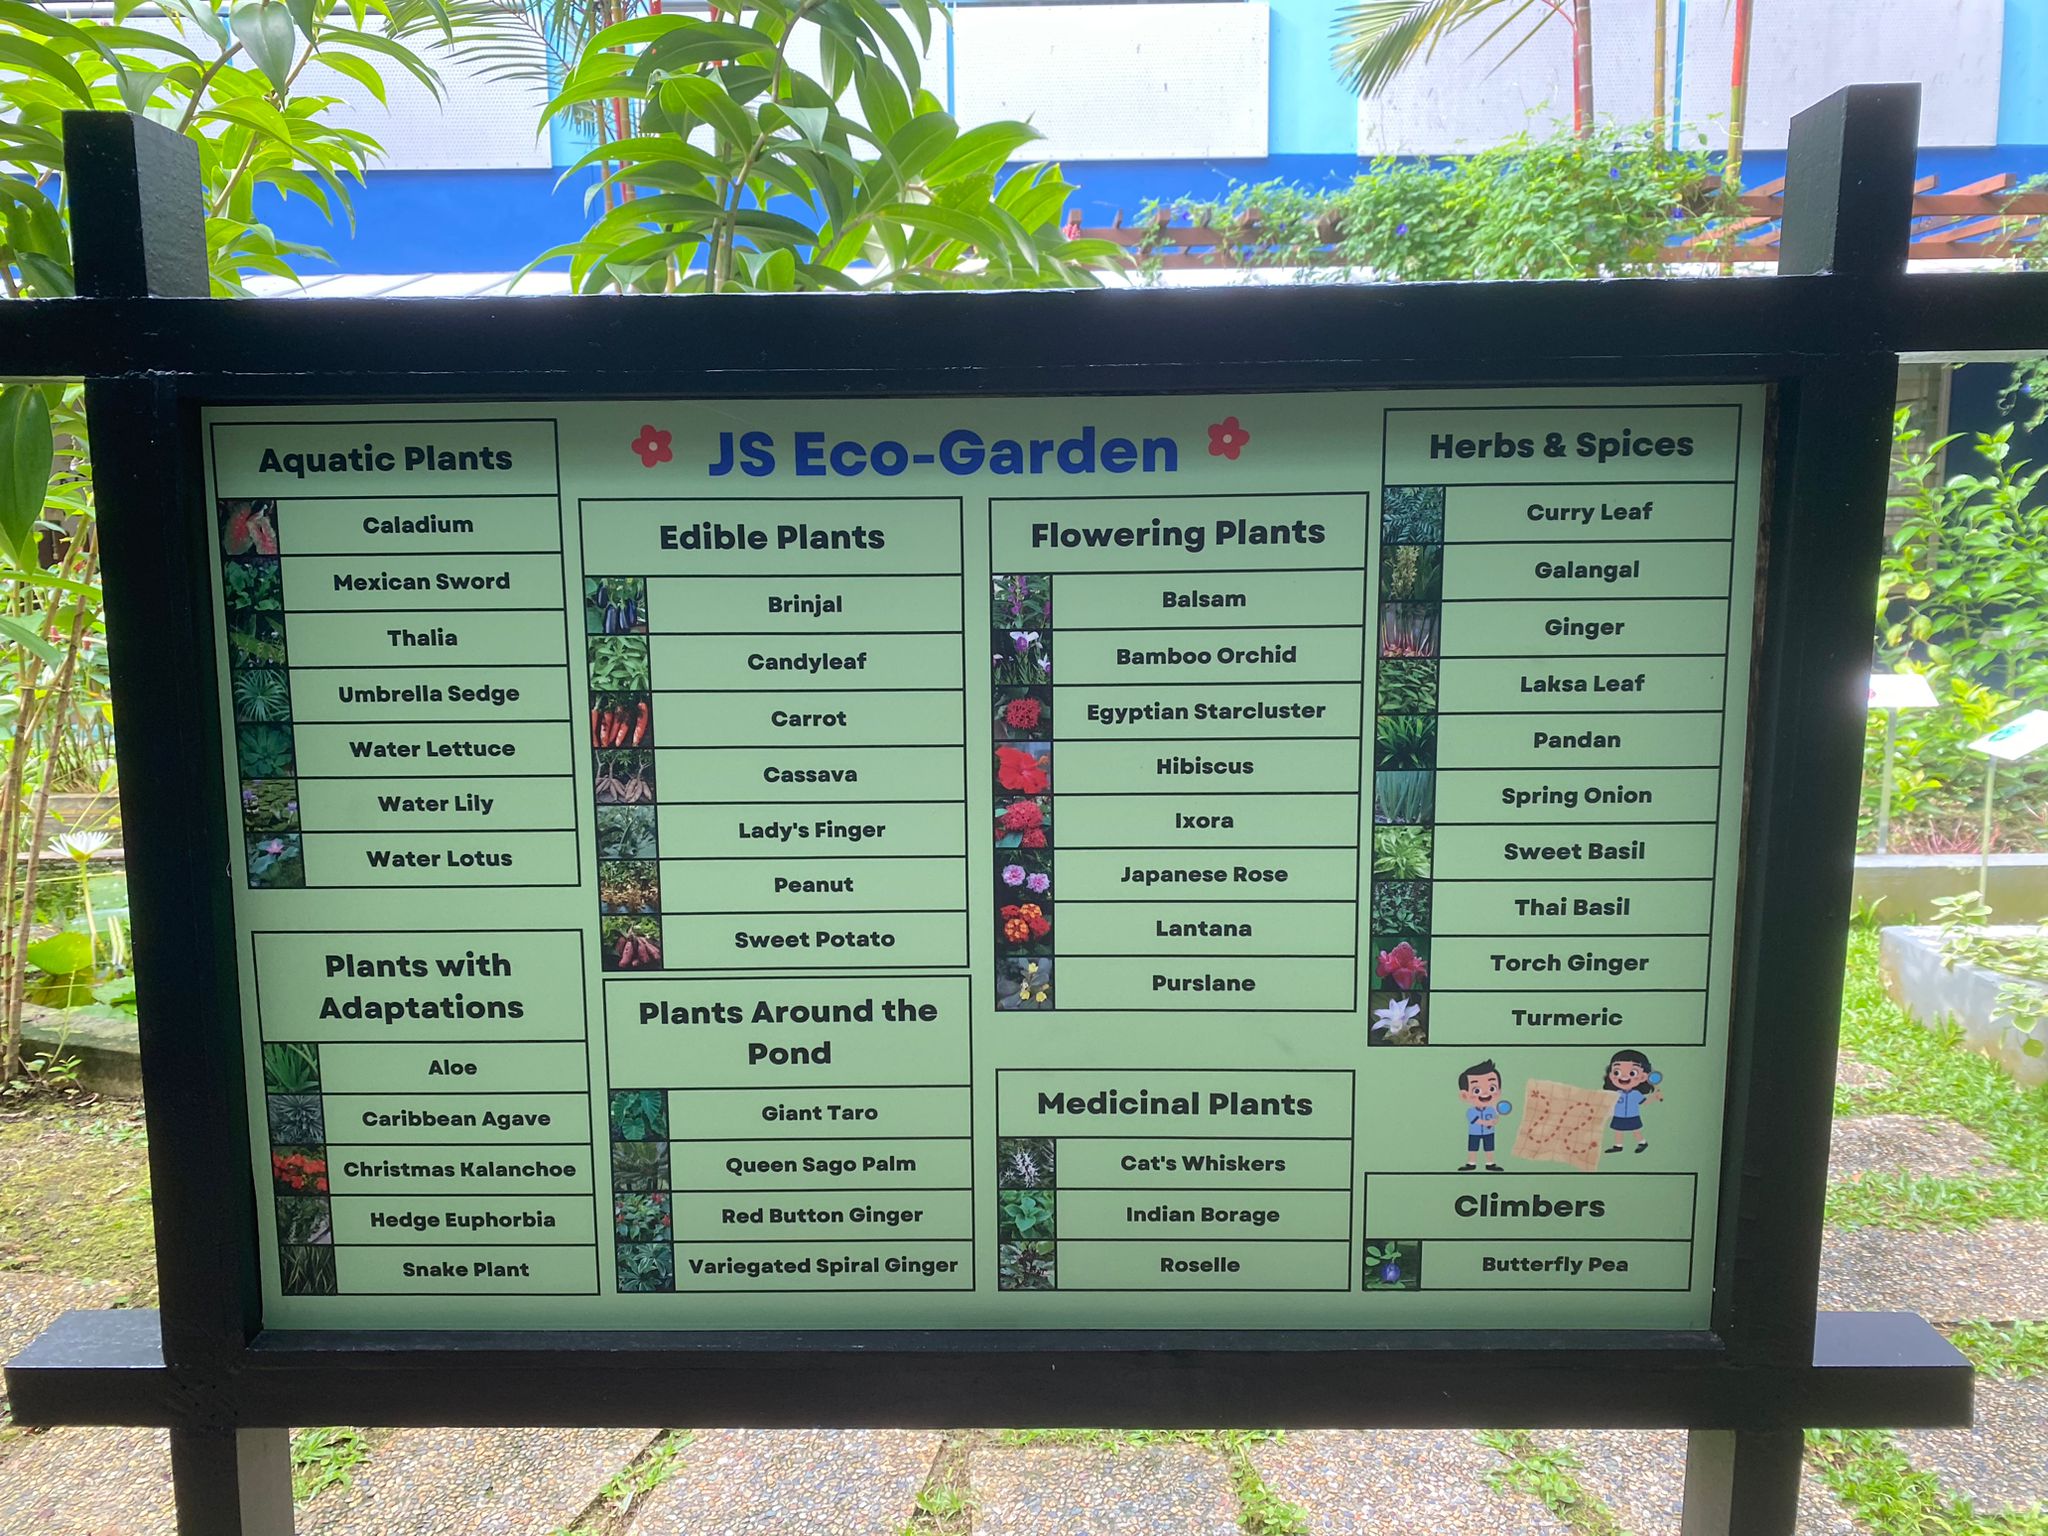 JS Eco-Garden
Aquatic Plants
Caladium
Mexican Sword
Thalia
Umbrella Sedge
Water Lettuce
Water Lily
Water Lotus
Plants with
Adaptations
Aloe
Caribbean Agave
Christmas Kalanchoe
Hedge Euphorbia
Snake Plant
Edible Plants
Brinjal
Candyleaf
Carrot
Cassava
Lady's Finger
Peanut
Sweet Potato
Plants Around the
Pond
Giant Taro
Queen Sago Palm
Red Button Ginger
Variegated Spiral Ginger
Flowering Plants
Balsam
Bamboo Orchid
Egyptian Starcluster
Hibiscus
Ixora
Japanese Rose
Lantana
Purslane
Medicinal Plants
Cat's Whiskers
Indian Borage
Roselle
Herbs & Spices
Curry Leaf
Galangal
Ginger
Laksa Leaf
Pandan
Spring Onion
Sweet Basil
Thai Basil
Torch Ginger
Turmeric
Climbers
Butterfly Pea